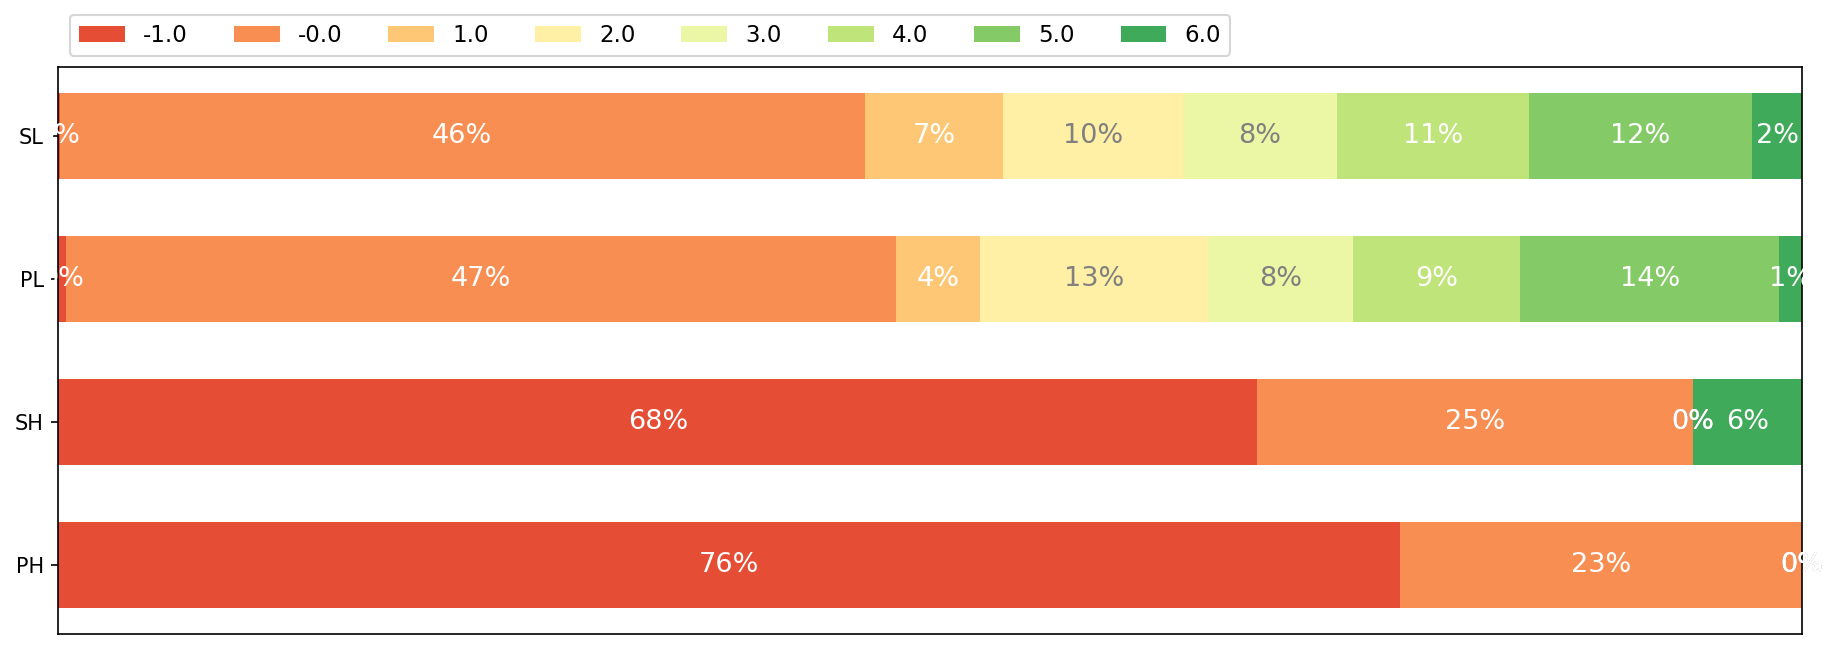 -1.0 -0.0 1.0 2.0 3.0 4.0 5.0 6.0
SL % 46% 7% 10% 8% 11% 12% 2%
PL % 47% 4% 13% 8% 9% 14% 1%
SH 68% 25% 0% 6%
PH 76% 23% 0%